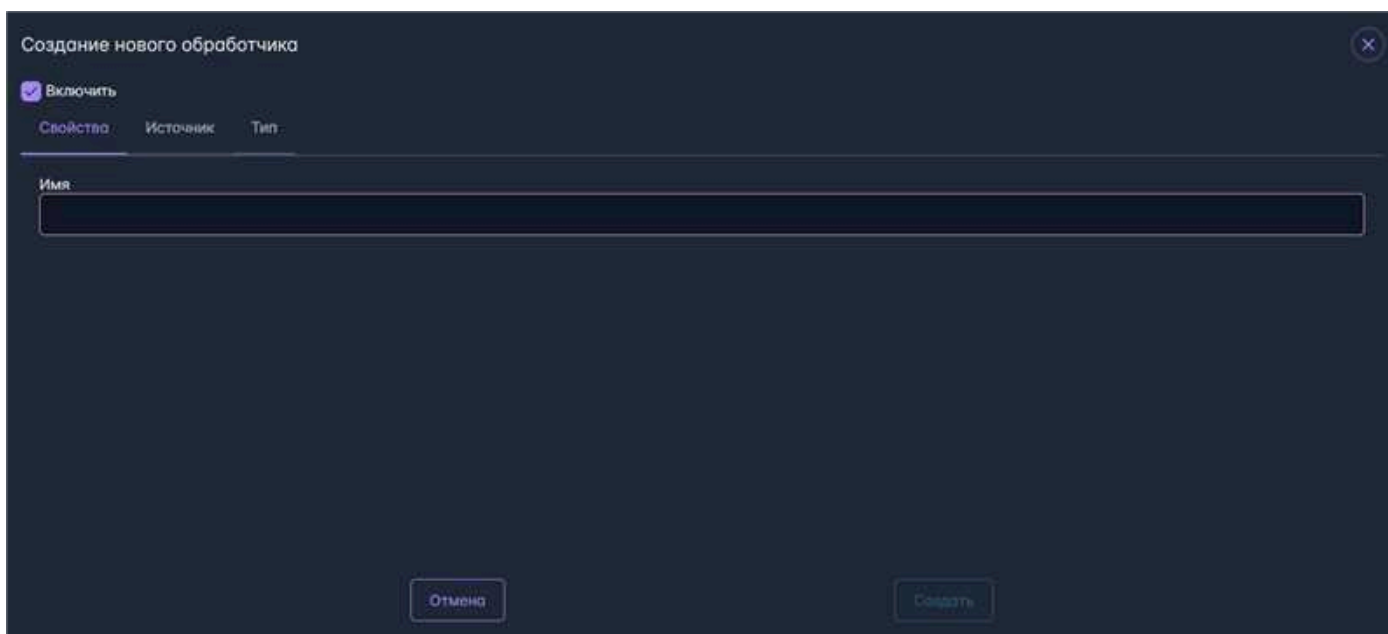 Создание нового обработчика
Включить
Свойства Источник Тип
Имя
Отмена Создать